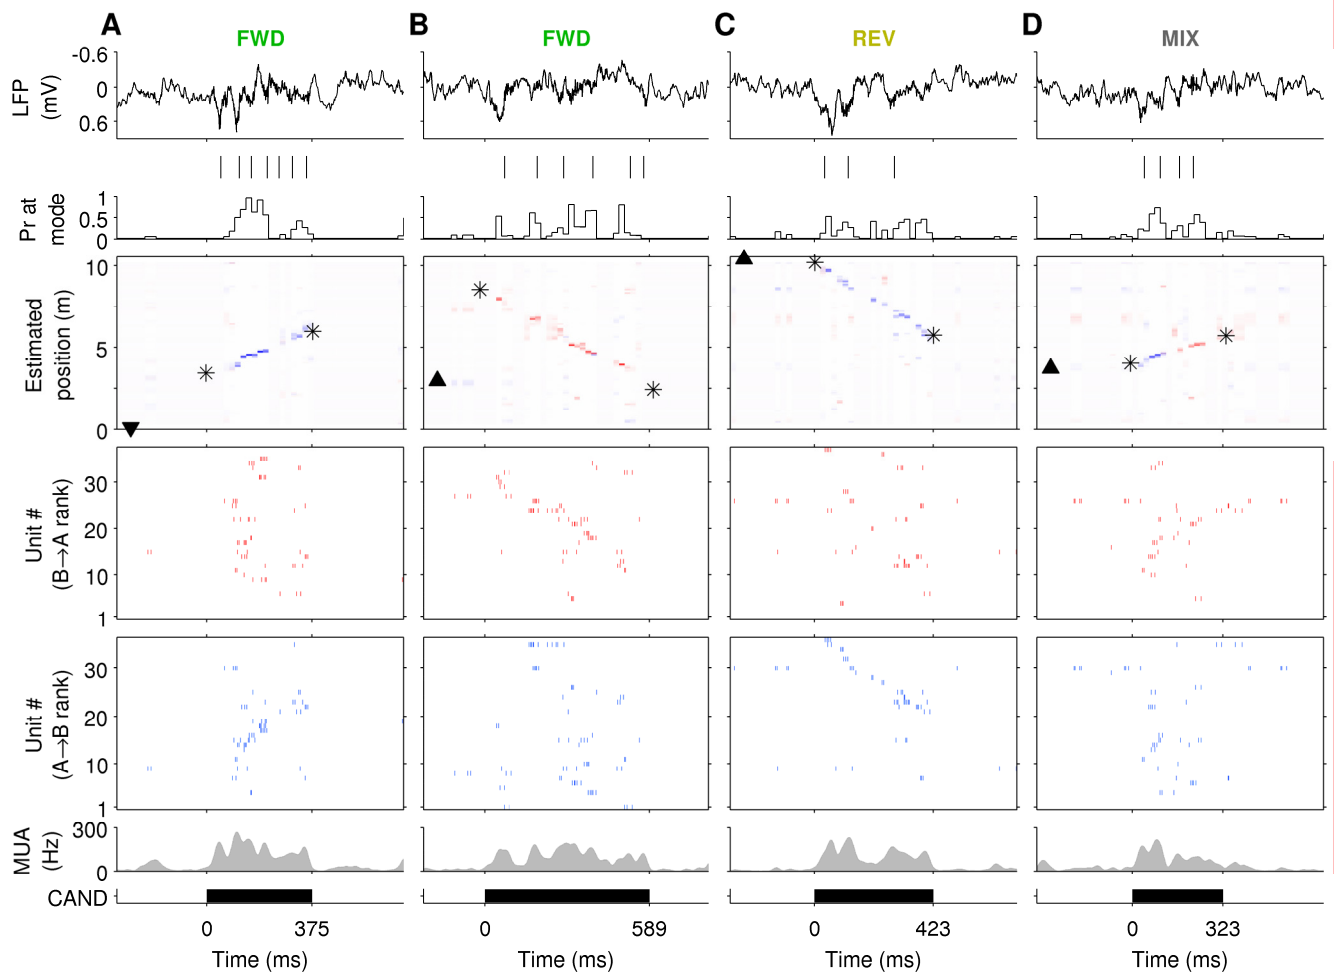 A B C D
FWD FWD REV MIX
LFP
(mV)
-0.6
0
0.6
Pr at
mode
1
0.5
0
Estimated
position (m)
10
5
0
Unit #
(B→A rank)
30
20
10
1
Unit #
(A→B rank)
30
20
10
1
MUA
(Hz)
300
0
CAND
0 375 0 589 0 423 0 323
Time (ms) Time (ms) Time (ms) Time (ms)